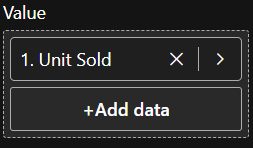 Value
1. Unit Sold
+Add data